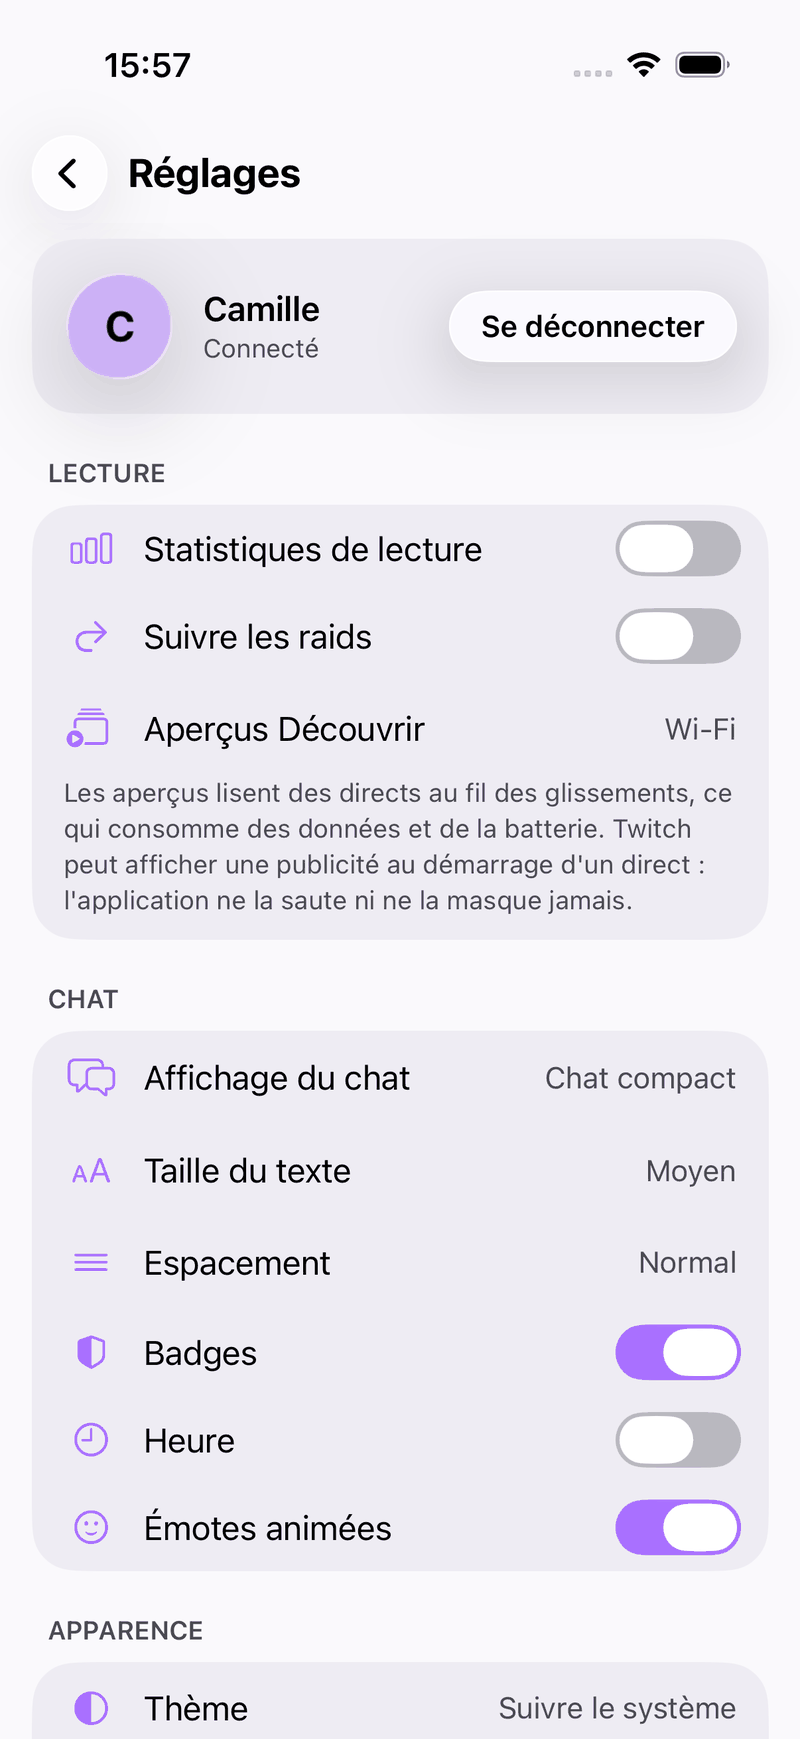 15:57
Réglages
C
Camille
Connecté
Se déconnecter
LECTURE
Statistiques de lecture
Suivre les raids
Aperçus Découvrir
Wi-Fi
Les aperçus lisent des directs au fil des glissements, ce
qui consomme des données et de la batterie. Twitch
peut afficher une publicité au démarrage d'un direct :
l'application ne la saute ni ne la masque jamais.
CHAT
Affichage du chat
Chat compact
AA
Taille du texte
Moyen
Espacement
Normal
Badges
Heure
Émotes animées
APPARENCE
Thème
Suivre le système